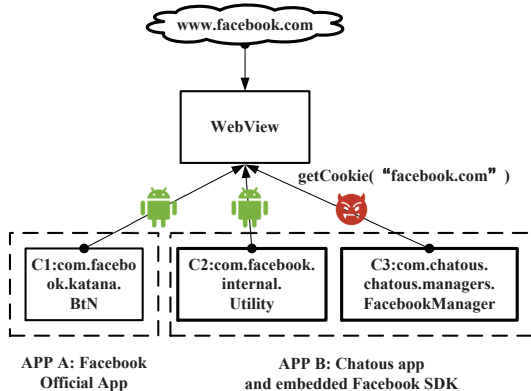 www.facebook.com
WebView
getCookie( “facebook.com” )
C1:com.facebo
ok.katana.
BtN
C2:com.facebook.
internal.
Utility
C3:com.chatous.
chatous.managers.
FacebookManager
APP A: Facebook
Official App
APP B: Chatous app
and embedded Facebook SDK